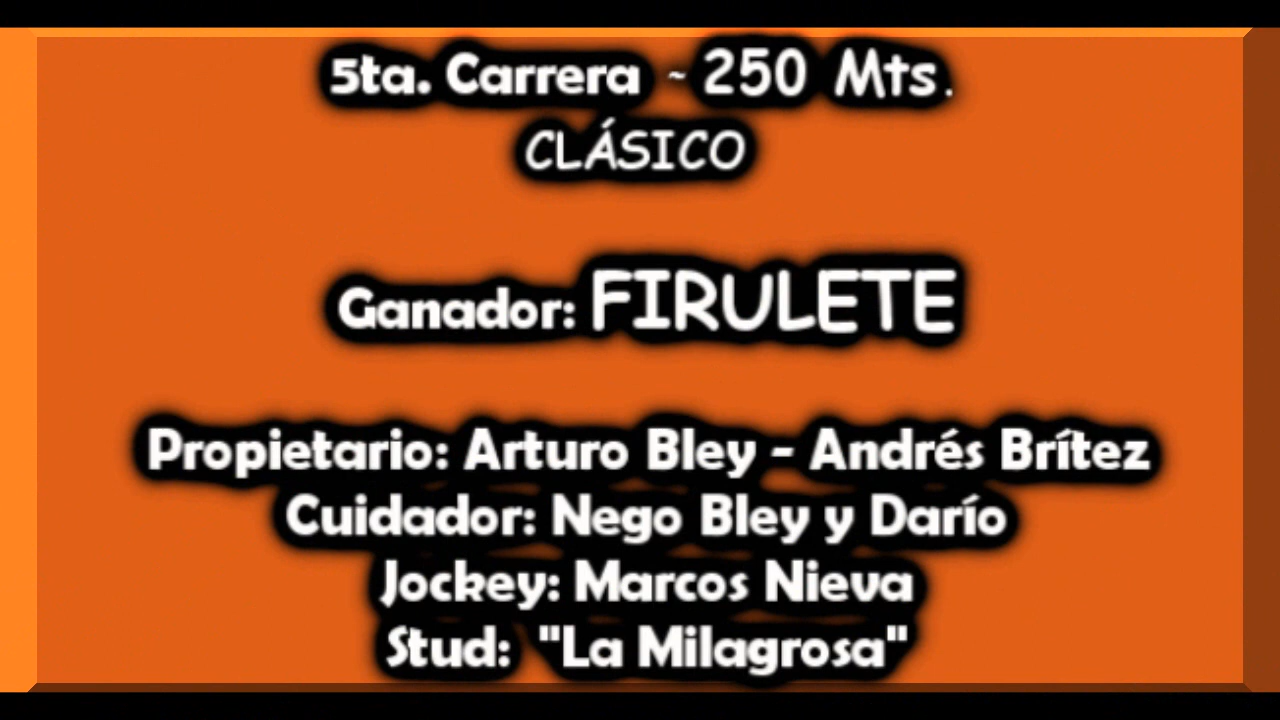 5ta. Carrera ~ 250 Mts.
CLÁSICO
Ganador: FIRULETE
Propietario: Arturo Bley - Andrés Brítez
Cuidador: Nego Bley y Darío
Jockey: Marcos Nieva
Stud: "La Milagrosa"